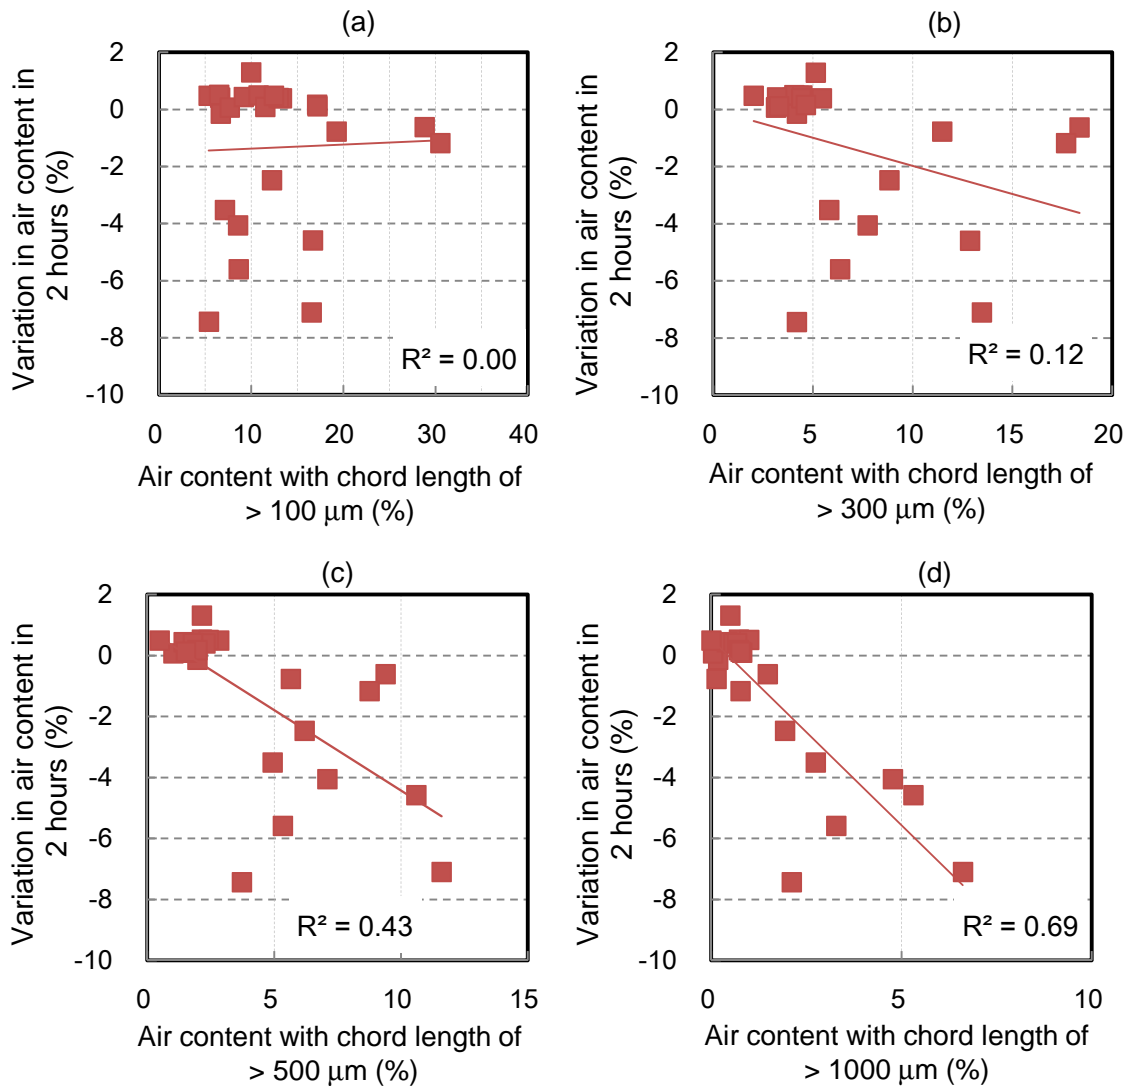 (a)
Variation in air content in
2 hours (%)
2
0
-2
-4
-6
-8
-10
R² = 0.00
0 10 20 30 40
Air content with chord length of
> 100 μm (%)
(b)
Variation in air content in
2 hours (%)
2
0
-2
-4
-6
-8
-10
R² = 0.12
0 5 10 15 20
Air content with chord length of
> 300 μm (%)
(c)
Variation in air content in
2 hours (%)
2
0
-2
-4
-6
-8
-10
R² = 0.43
0 5 10 15
Air content with chord length of
> 500 μm (%)
(d)
Variation in air content in
2 hours (%)
2
0
-2
-4
-6
-8
-10
R² = 0.69
0 5 10
Air content with chord length of
> 1000 μm (%)